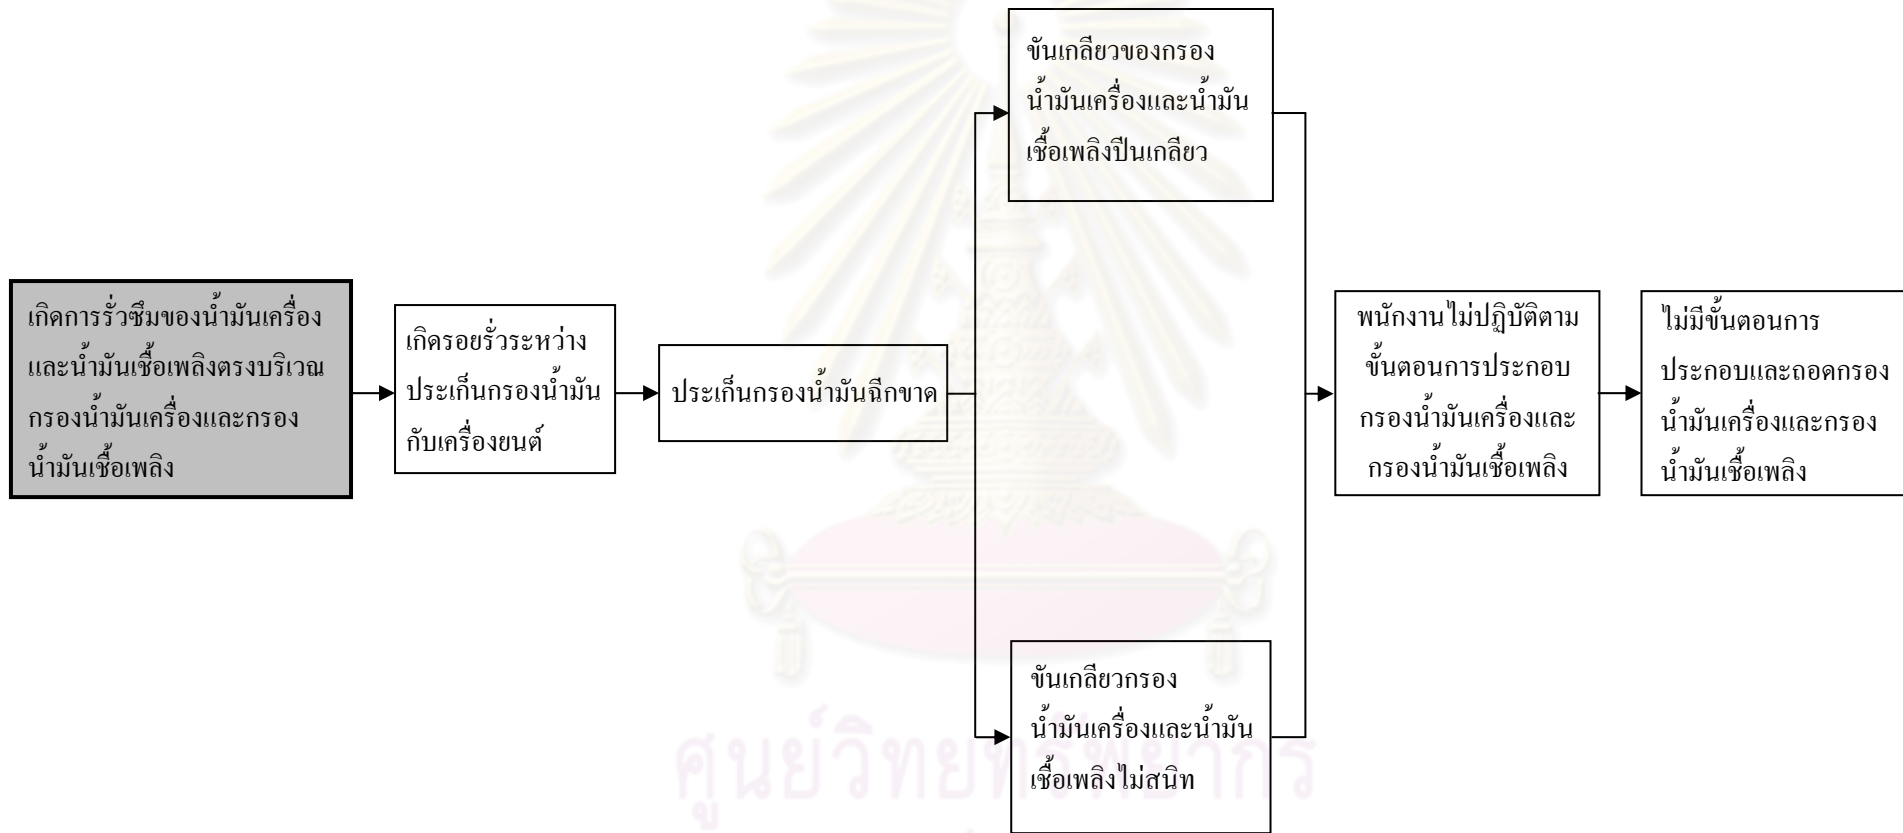 เกิดการรั่วซึมของน้ำมันเครื่อง
และน้ำมันเชื้อเพลิงตรงบริเวณ
กรองน้ำมันเครื่องและกรอง
น้ำมันเชื้อเพลิง
เกิดรอยรั่วระหว่าง
ประเก็นกรองน้ำมัน
กับเครื่องยนต์
ประเก็นกรองน้ำมันฉีกขาด
ขันเกลียวของกรอง
น้ำมันเครื่องและน้ำมัน
เชื้อเพลิงปีนเกลียว
ขันเกลียวกรอง
น้ำมันเครื่องและน้ำมัน
เชื้อเพลิงไม่สนิท
พนักงานไม่ปฏิบัติตาม
ขั้นตอนการประกอบ
กรองน้ำมันเครื่องและ
กรองน้ำมันเชื้อเพลิง
ไม่มีขั้นตอนการ
ประกอบและถอดกรอง
น้ำมันเครื่องและกรอง
น้ำมันเชื้อเพลิง
ศูนย์วิทยทรัพยากร